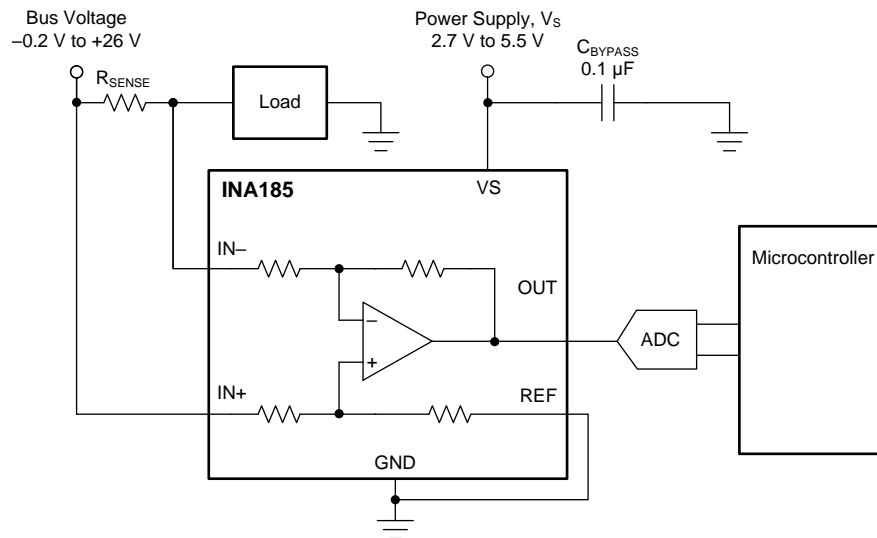 Bus Voltage
–0.2 V to +26 V
Power Supply, VS
2.7 V to 5.5 V
CBYPASS
0.1 µF
RSENSE
Load
INA185
VS
IN–
OUT
–
+
IN+
REF
GND
ADC
Microcontroller